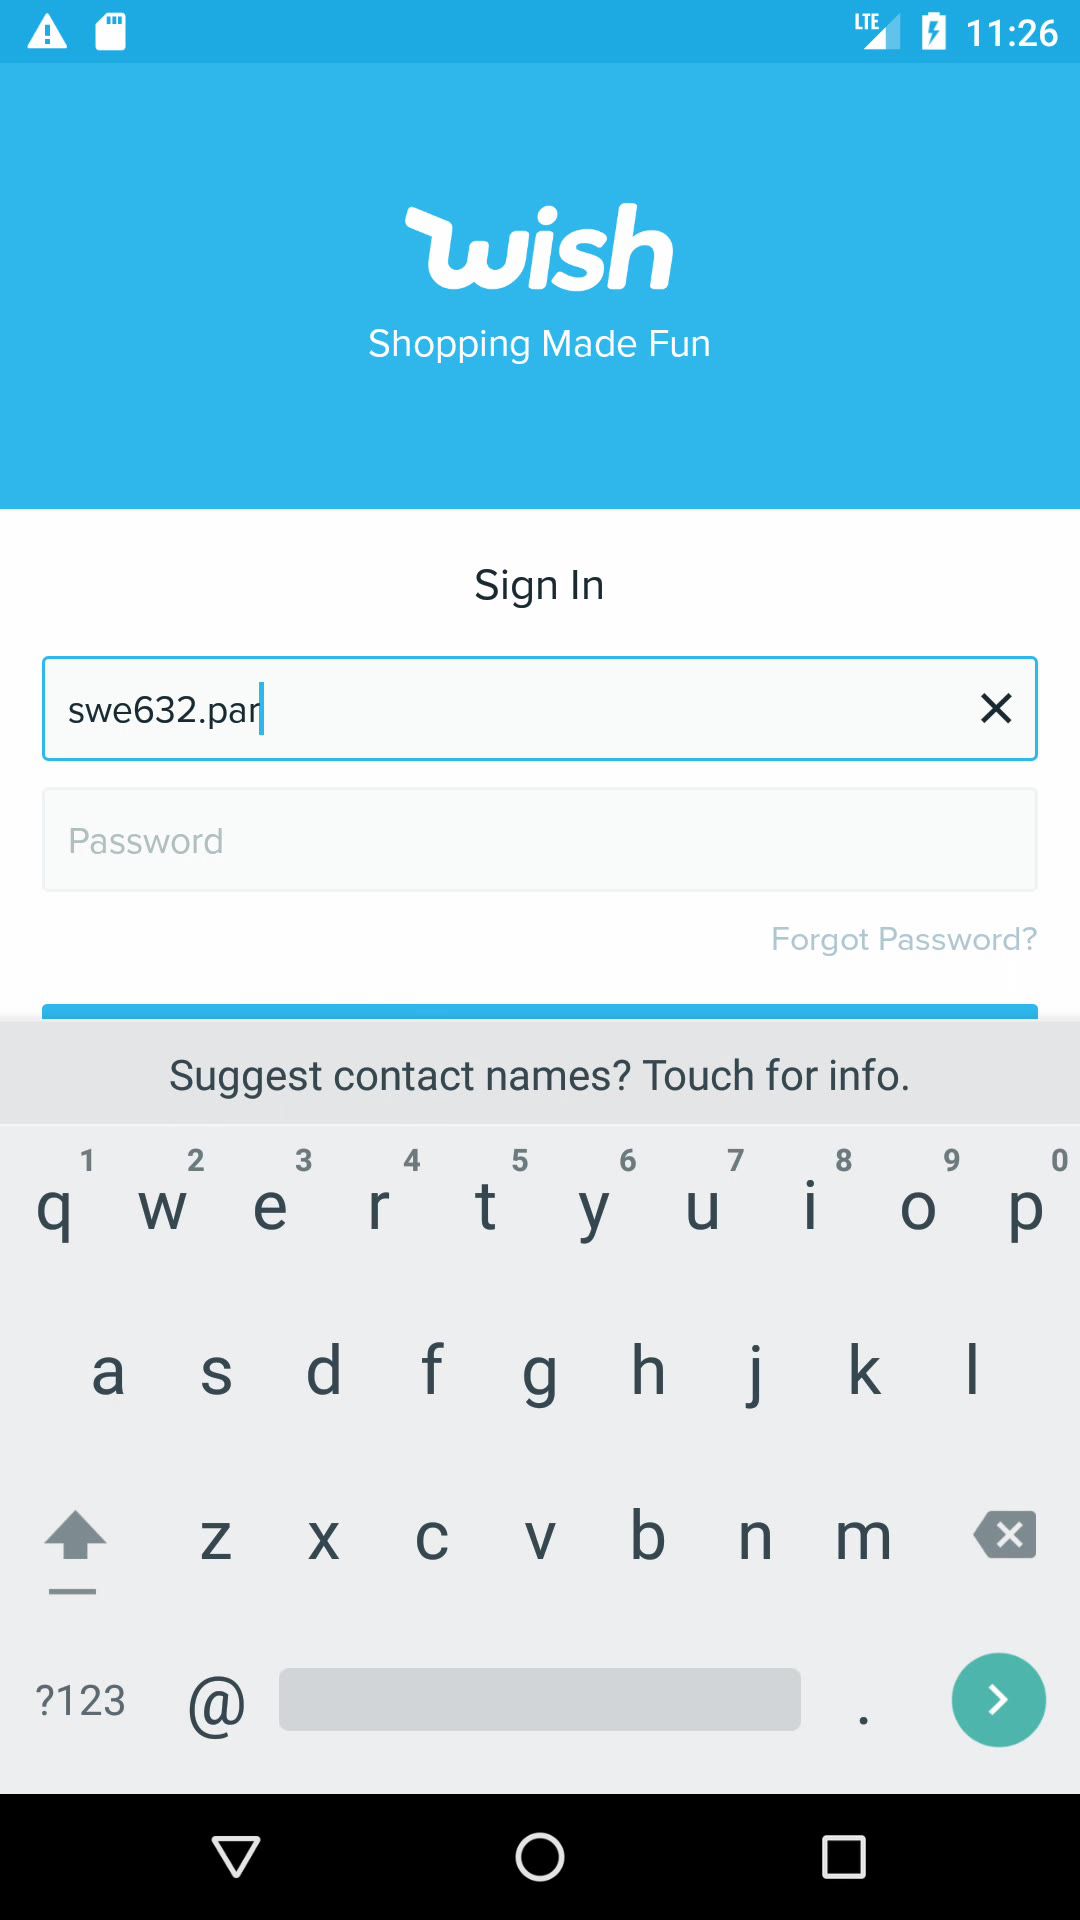 LTE 11:26
wish
Shopping Made Fun
Sign In
swe632.par
Password
Forgot Password?
Suggest contact names? Touch for info.
1 2 3 4 5 6 7 8 9 0
q w e r t y u i o p
a s d f g h j k l
z x c v b n m
?123 @ .